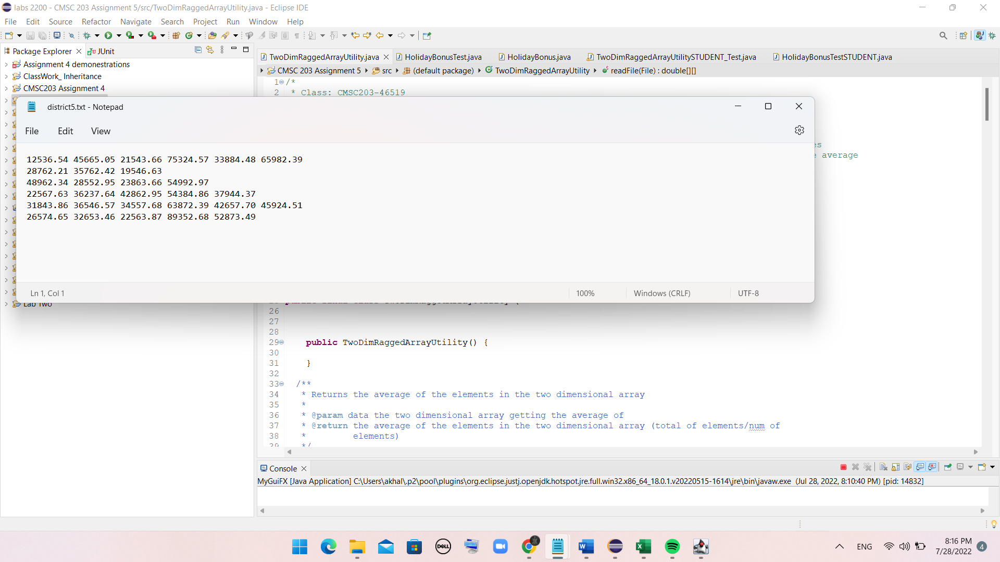 labs 2200 - CMSC 203 Assignment 5/src/TwoDimRaggedArrayUtility.java - Eclipse IDE
File Edit Source Refactor Navigate Search Project Run Window Help
Package Explorer JUnit
Assignment 4 demonestrations
ClassWork_ Inheritance
CMSC203 Assignment 4
TwoDimRaggedArrayUtility.java HolidayBonusTest.java HolidayBonus.java TwoDimRaggedArrayUtilitySTUDENT_Test.java HolidayBonusTestSTUDENT.java
CMSC 203 Assignment 5 src (default package) TwoDimRaggedArrayUtility readFile(File) : double[][]
1 /*
2 * Class: CMSC203-46519
es
average
district5.txt - Notepad
File Edit View
12536.54 45665.05 21543.66 75324.57 33884.48 65982.39
28762.21 35762.42 19546.63
48962.34 28552.95 23863.66 54992.97
22567.63 36237.64 42862.95 54384.86 37944.37
31843.86 36546.57 34557.68 63872.39 42657.70 45924.51
26574.65 32653.46 22563.87 89352.68 52873.49
Ln 1, Col 1 100% Windows (CRLF) UTF-8
Lab Two
26
27
28
29 public TwoDimRaggedArrayUtility() {
30
31 }
32
33 /**
34 * Returns the average of the elements in the two dimensional array
35 *
36 * @param data the two dimensional array getting the average of
37 * @return the average of the elements in the two dimensional array (total of elements/num of
38 * elements)
39 */
Console
MyGuiFX [Java Application] C:\Users\akhal\.p2\pool\plugins\org.eclipse.justj.openjdk.hotspot.jre.full.win32.x86_64_18.0.1.v20220515-1614\jre\bin\javaw.exe (Jul 28, 2022, 8:10:40 PM) [pid: 14832]
DELL
ENG
8:16 PM
7/28/2022
4